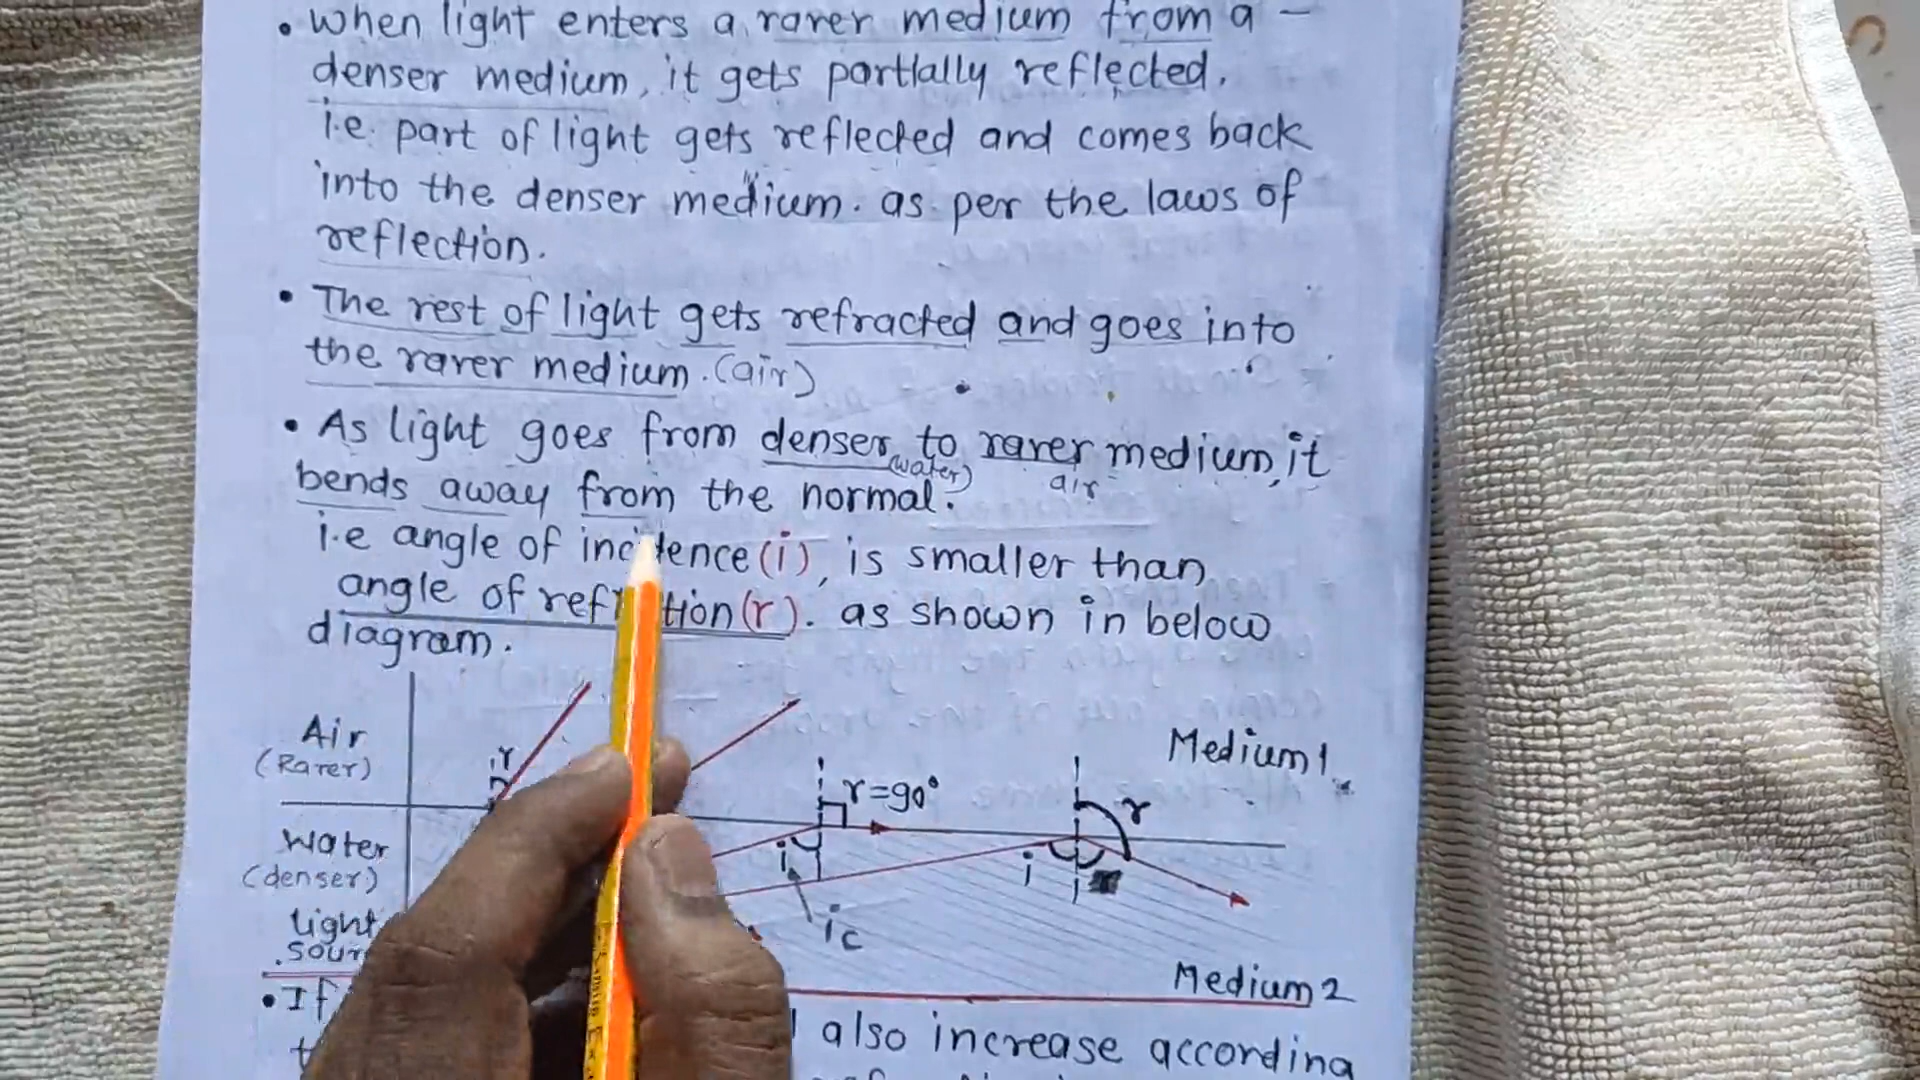 • When light enters a rarer medium from a –
denser medium, it gets partially reflected.
i.e. part of light gets reflected and comes back
into the denser medium. as per the laws of
reflection.
• The rest of light gets refracted and goes into
the rarer medium. (air)
• As light goes from denser to rarer medium, it
(water) air
bends away from the normal.
i.e angle of incidence (i), is smaller than
angle of refraction (r). as shown in below
diagram.
Air
(Rarer)
r
r=90°
r
Medium 1
Water
(denser)
i
i
ic
light
Medium 2
• If
also increase according